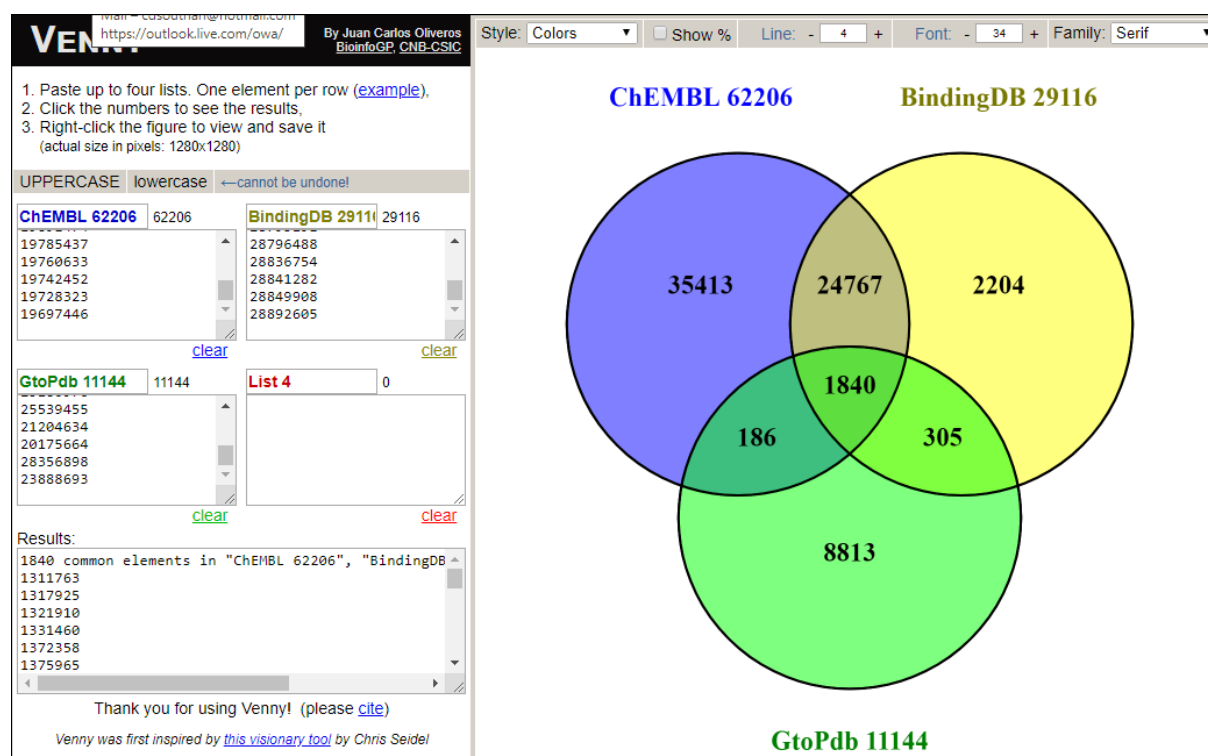 https://outlook.live.com/owa/
By Juan Carlos Oliveros
BioinfoGP, CNB-CSIC
1. Paste up to four lists. One element per row (example),
2. Click the numbers to see the results,
3. Right-click the figure to view and save it
(actual size in pixels: 1280x1280)
UPPERCASE lowercase ←cannot be undone!
ChEMBL 62206 62206
19785437
19760633
19742452
19728323
19697446
clear
BindingDB 2911 29116
28796488
28836754
28841282
28849908
28892605
clear
GtoPdb 11144 11144
25539455
21204634
20175664
28356898
23888693
clear
List 4 0
clear
Results:
1840 common elements in "ChEMBL 62206", "BindingDB
1311763
1317925
1321910
1331460
1372358
1375965
Thank you for using Venny! (please cite)
Venny was first inspired by this visionary tool by Chris Seidel
Style: Colors Show % Line: - 4 + Font: - 34 + Family: Serif
ChEMBL 62206 BindingDB 29116
35413 24767 2204
1840
186 305
8813
GtoPdb 11144